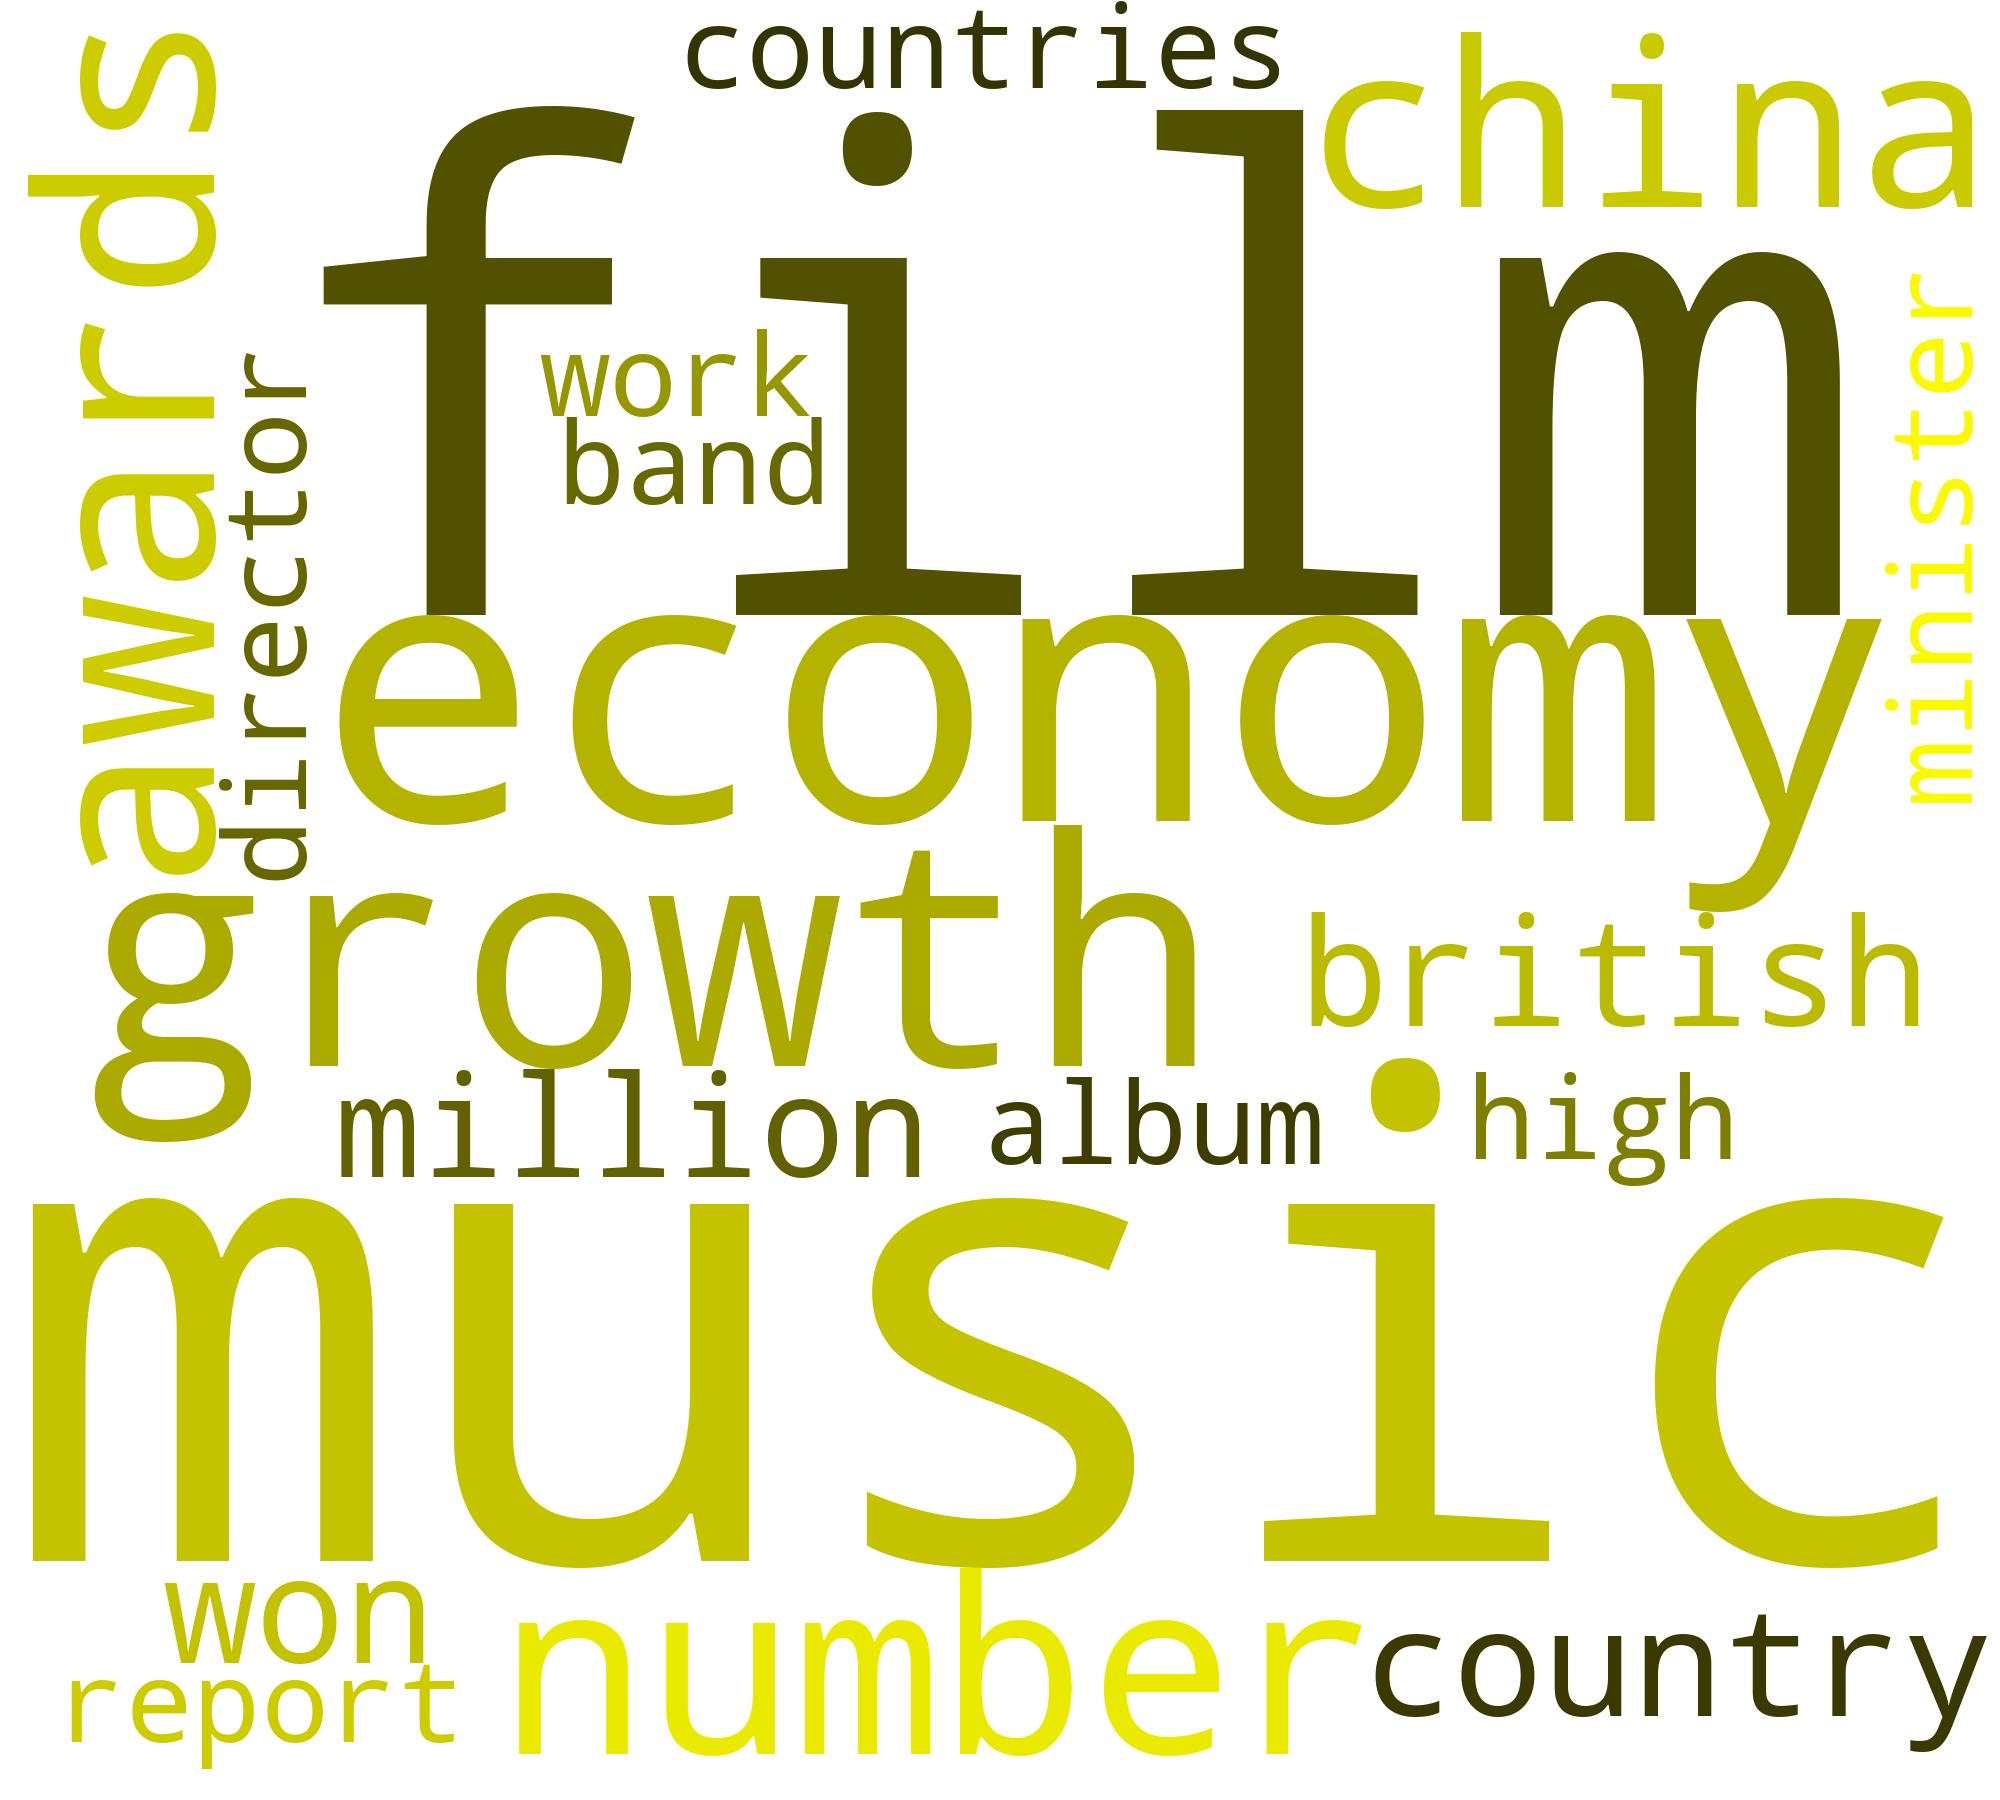 countries
china
awards
film
minister
director
work
band
economy
growth
british
million
album
high
music
won
number
country
report